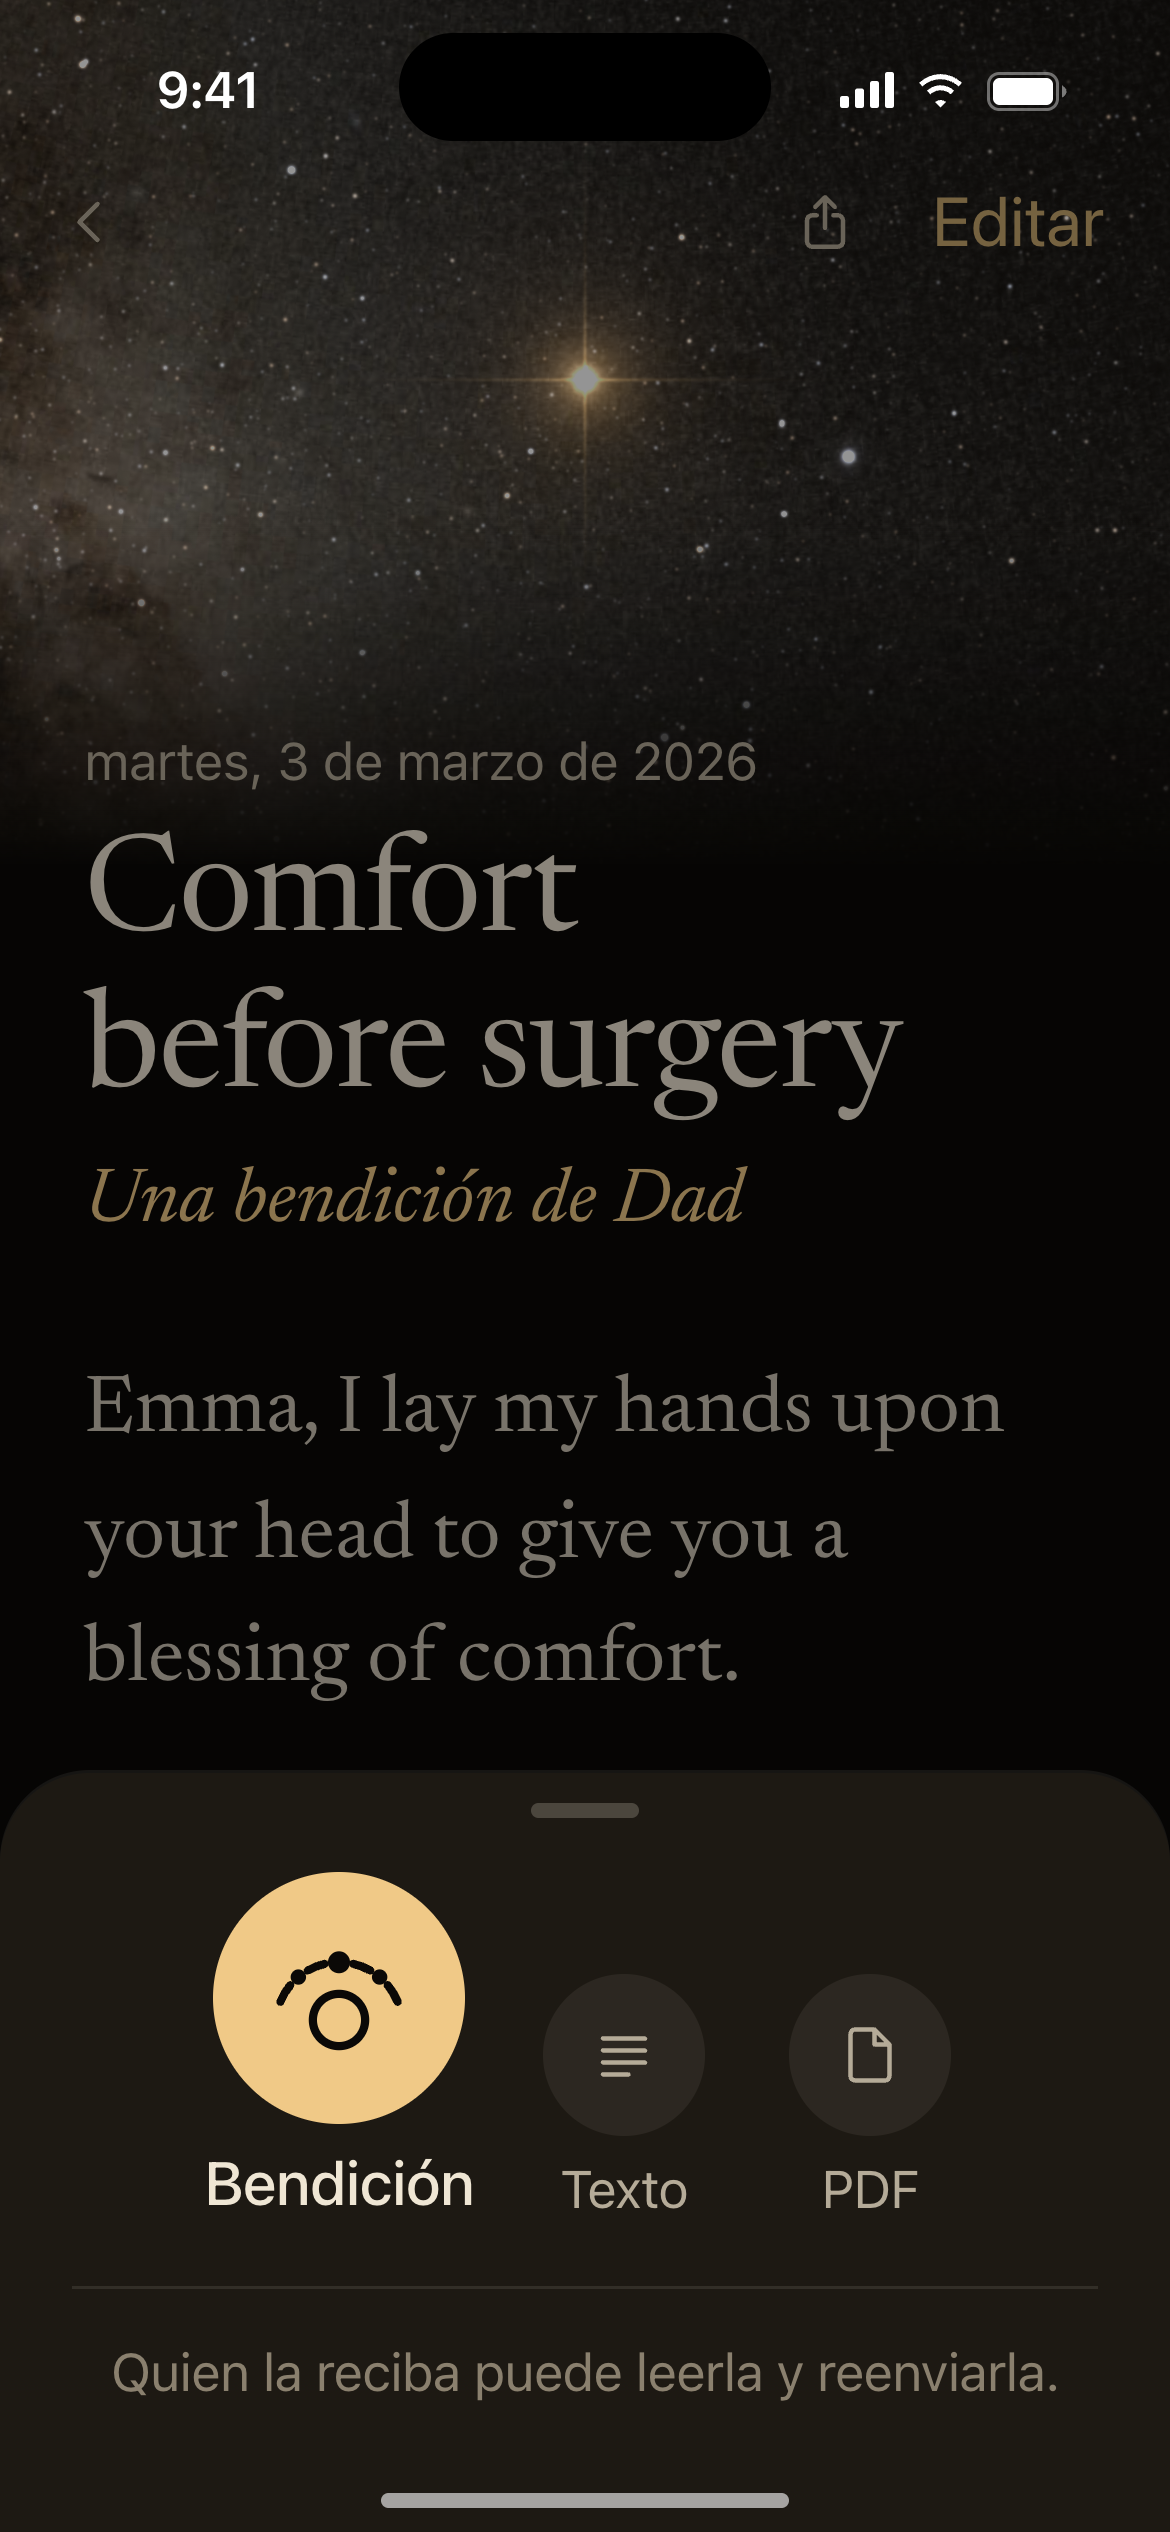 9:41
Editar
martes, 3 de marzo de 2026
Comfort
before surgery
Una bendición de Dad
Emma, I lay my hands upon
your head to give you a
blessing of comfort.
Bendición
Texto
PDF
Quien la reciba puede leerla y reenviarla.